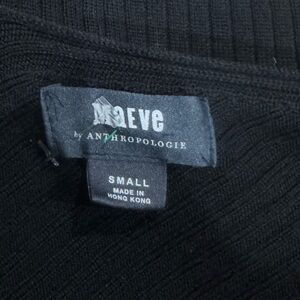 MaEVe
by ANTHROPOLOGIE
SMALL
MADE IN
HONG KONG